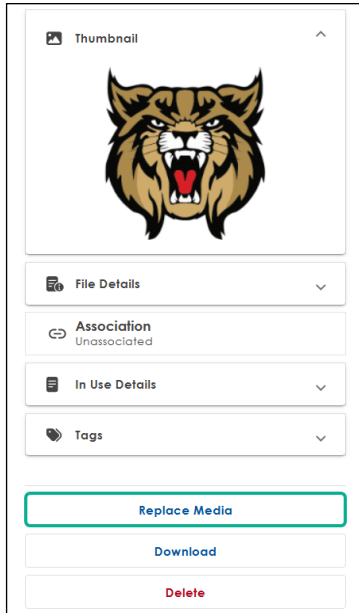 Thumbnail
File Details
Association
Unassociated
In Use Details
Tags
Replace Media
Download
Delete